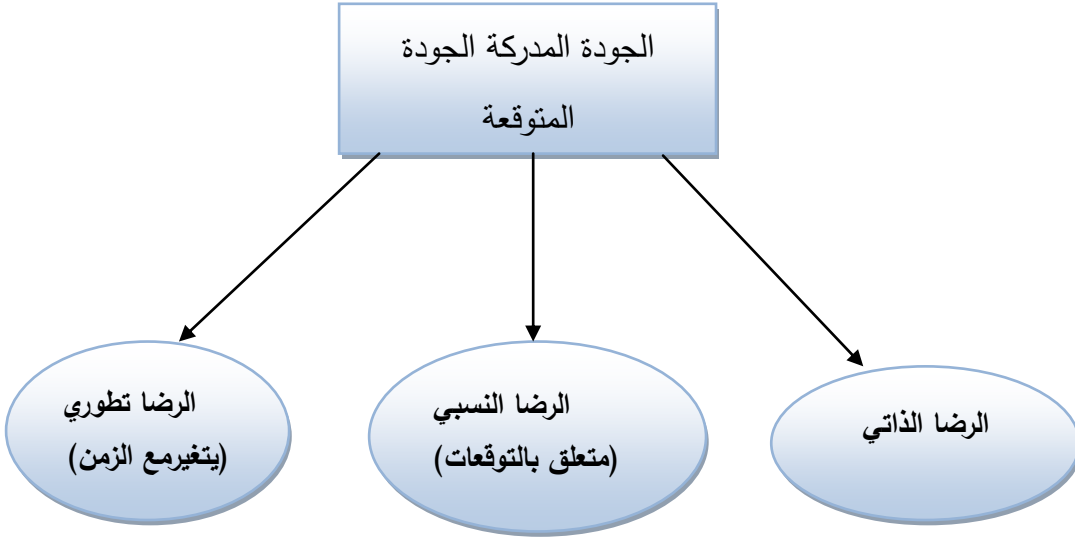 الجودة المدركة الجودة
المتوقعة
الرضا الذاتي
الرضا النسبي
(متعلق بالتوقعات)
الرضا تطوري
(يتغيرمع الزمن)